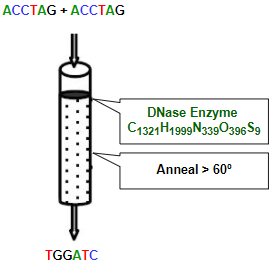 ACCTAG + ACCTAG
DNase Enzyme
C₁₃₂₁H₁₉₉₉N₃₃₉O₃₉₆S₉
Anneal > 60º
TGGATC